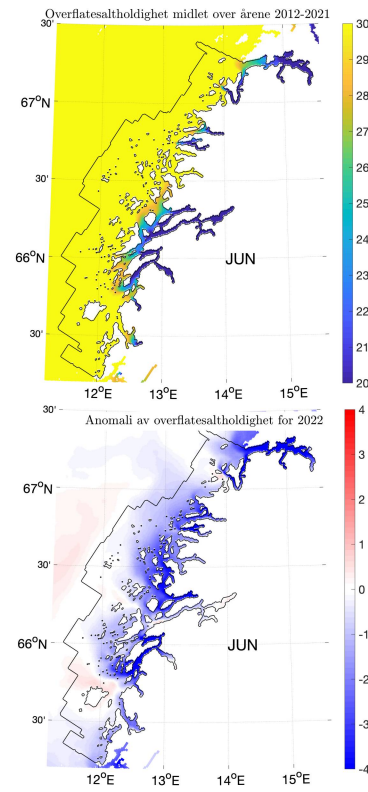 Overflatesaltholdighet midlet over årene 2012-2021
30'
67°N
30'
66°N
30'
JUN
12°E 13°E 14°E 15°E
30
29
28
27
26
25
24
23
22
21
20
30'
Anomali av overflatesaltholdighet for 2022
67°N
30'
66°N
30'
JUN
12°E 13°E 14°E 15°E
4
3
2
1
0
-1
-2
-3
-4